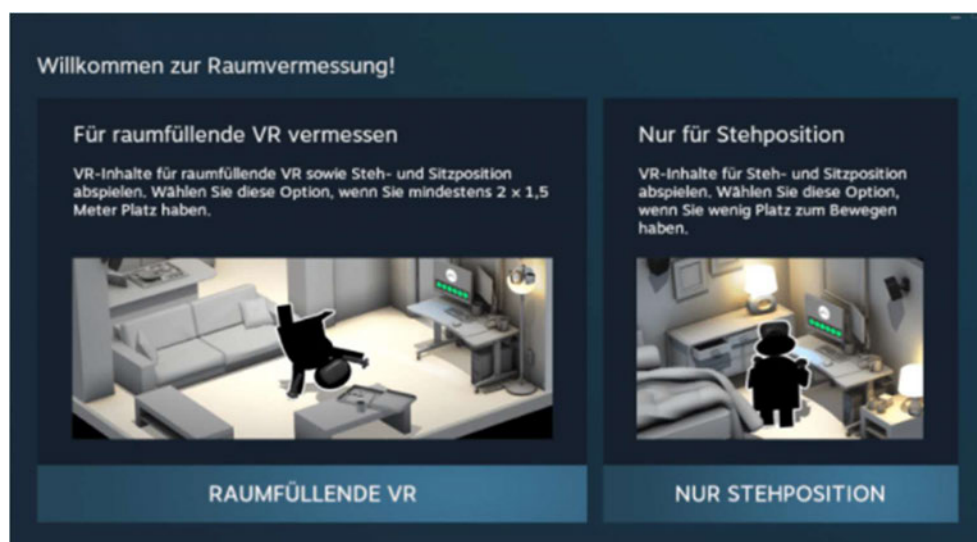 Willkommen zur Raumvermessung!
Für raumfüllende VR vermessen
VR-Inhalte für raumfüllende VR sowie Steh- und Sitzposition
abspielen. Wählen Sie diese Option, wenn Sie mindestens 2 x 1,5
Meter Platz haben.
RAUMFÜLLENDE VR
Nur für Stehposition
VR-Inhalte für Steh- und Sitzposition
abspielen. Wählen Sie diese Option,
wenn Sie wenig Platz zum Bewegen
haben.
NUR STEHPOSITION